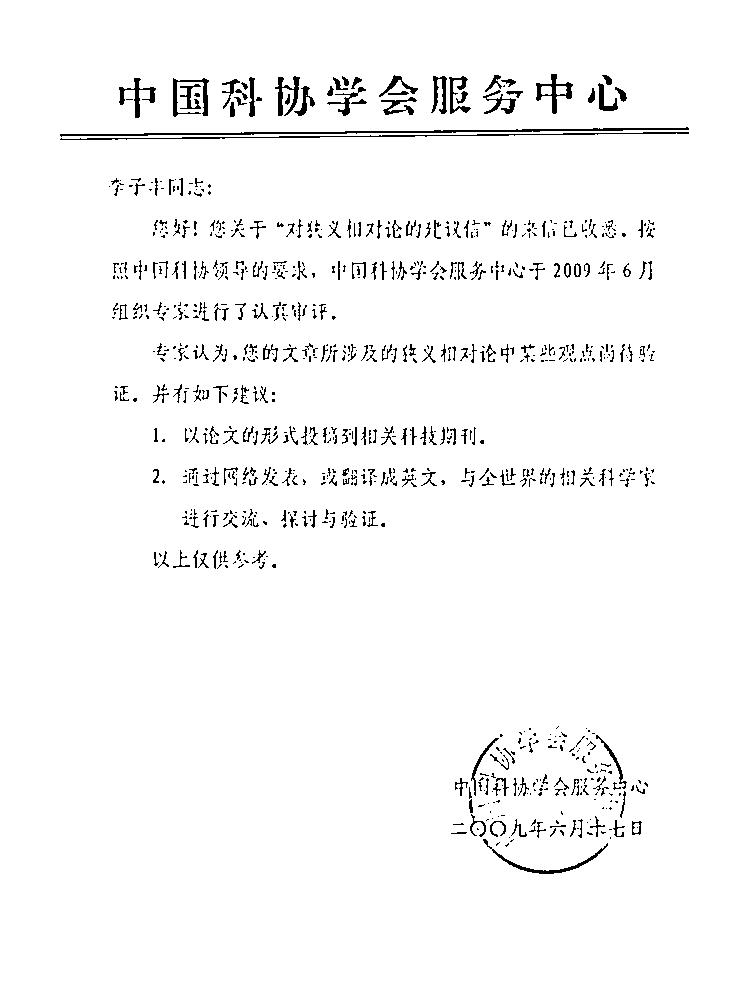 中国科协学会服务中心
李子丰同志：
您好！您关于“对狭义相对论的建议信”的来信已收悉。按
照中国科协领导的要求，中国科协学会服务中心于2009年6月
组织专家进行了认真审评。
专家认为，您的文章所涉及的狭义相对论中某些观点尚待验
证。并有如下建议：
1. 以论文的形式投稿到相关科技期刊。
2. 通过网络发表，或翻译成英文，与全世界的相关科学家
进行交流、探讨与验证。
以上仅供参考。
协学会服务
中国科协学会服务中心
二〇〇九年六月十七日